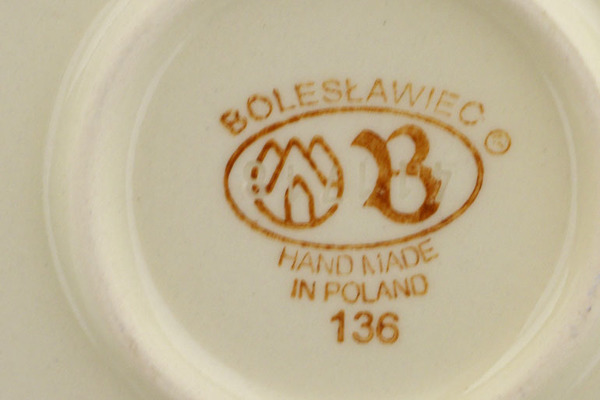 BOLESŁAWIEC ®
B
HAND MADE
IN POLAND
136